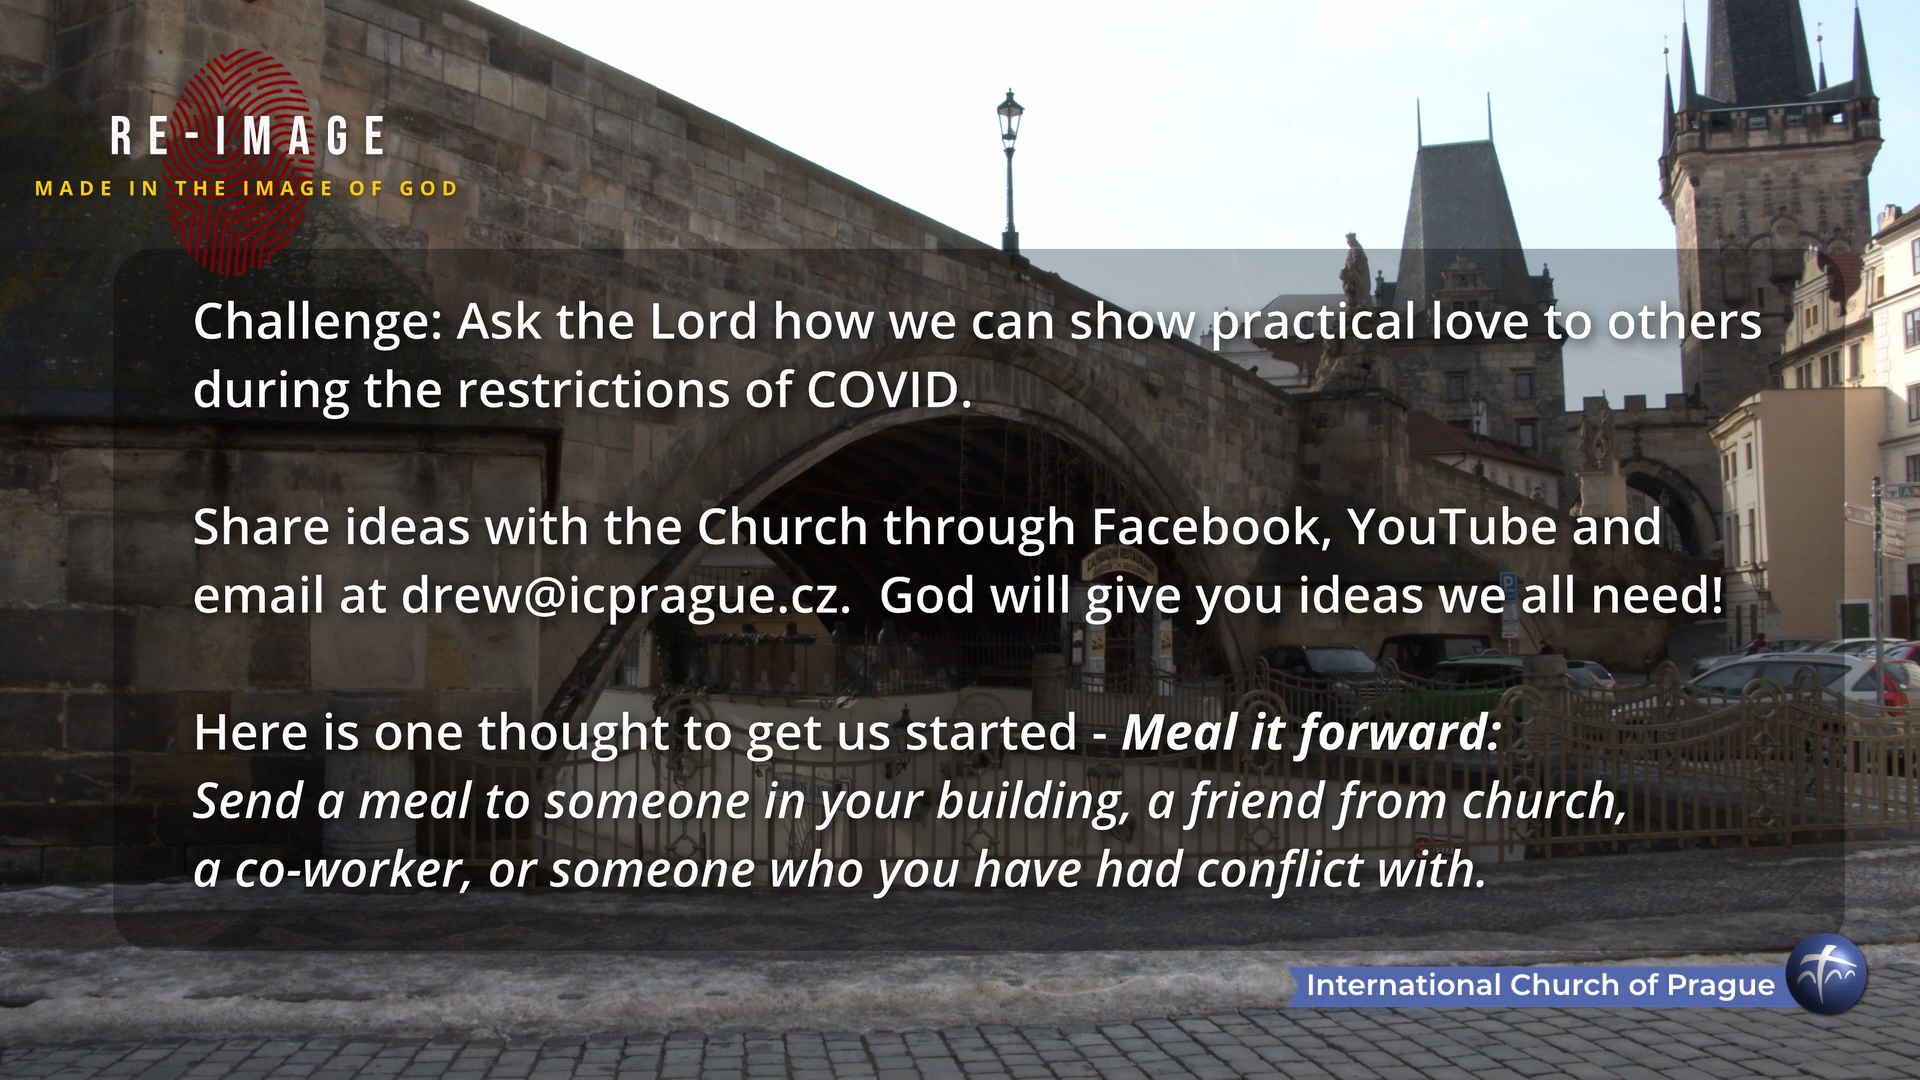 RE-IMAGE
MADE IN THE IMAGE OF GOD
Challenge: Ask the Lord how we can show practical love to others
during the restrictions of COVID.
Share ideas with the Church through Facebook, YouTube and
email at drew@icprague.cz.  God will give you ideas we all need!
Here is one thought to get us started - Meal it forward:
Send a meal to someone in your building, a friend from church,
a co-worker, or someone who you have had conflict with.
International Church of Prague